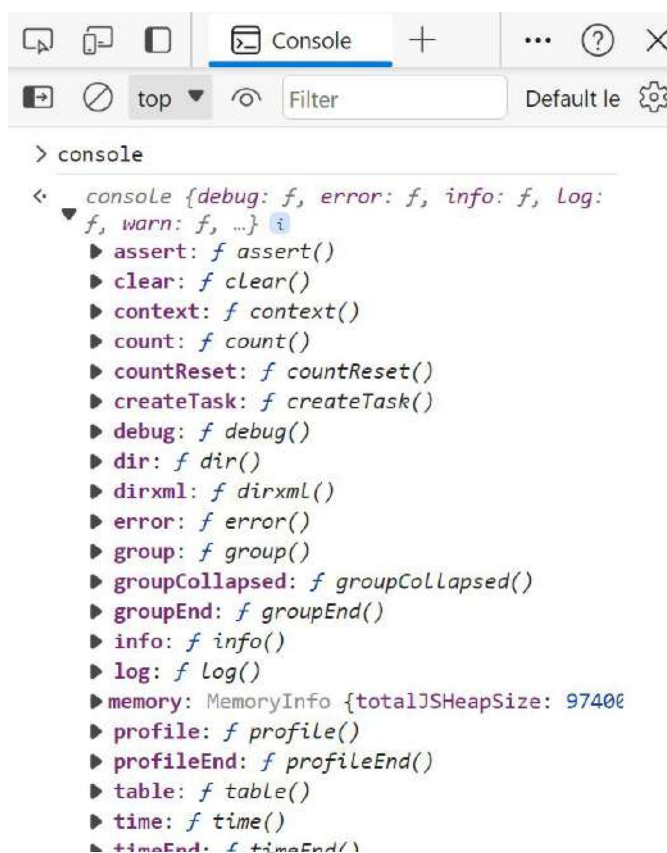 Console
top
Filter
Default le
> console
console {debug: f, error: f, info: f, log:
f, warn: f, …} i
assert: f assert()
clear: f clear()
context: f context()
count: f count()
countReset: f countReset()
createTask: f createTask()
debug: f debug()
dir: f dir()
dirxml: f dirxml()
error: f error()
group: f group()
groupCollapsed: f groupCollapsed()
groupEnd: f groupEnd()
info: f info()
log: f log()
memory: MemoryInfo {totalJSHeapSize: 9740
profile: f profile()
profileEnd: f profileEnd()
table: f table()
time: f time()
timeEnd: f timeEnd()